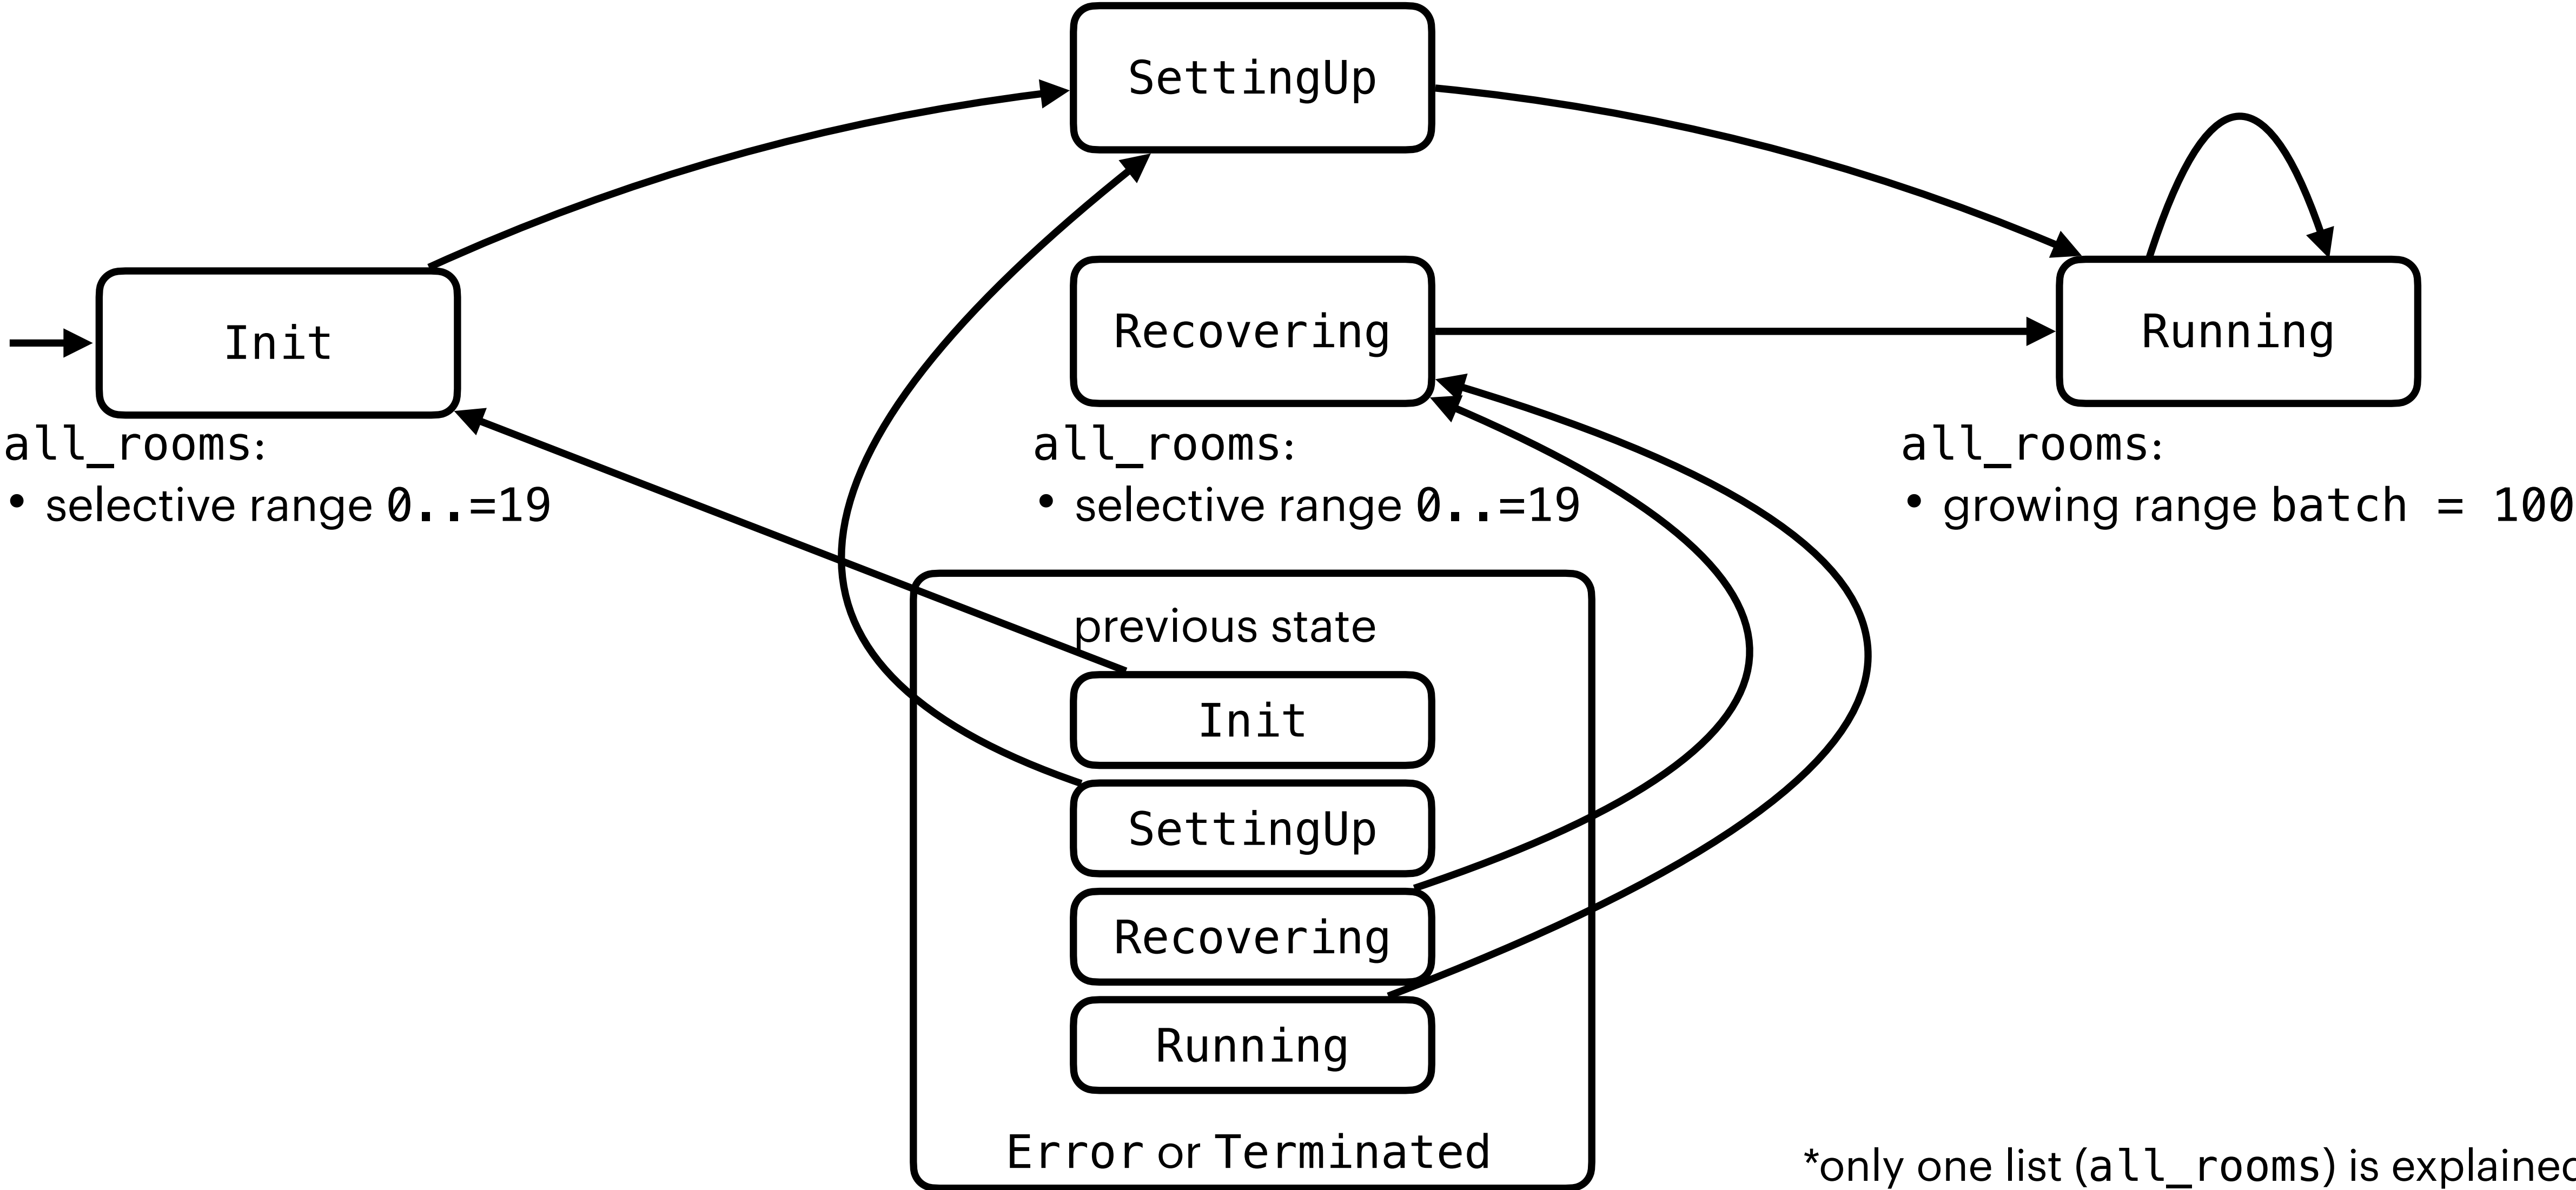 SettingUp
Init
Recovering
Running
all_rooms:
• selective range 0..=19
all_rooms:
• selective range 0..=19
all_rooms:
• growing range batch = 100
previous state
Init
SettingUp
Recovering
Running
Error or Terminated
*only one list (all_rooms) is explained